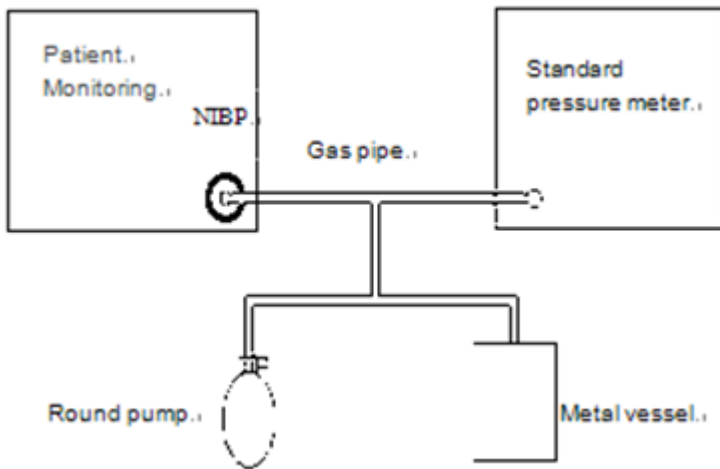 Patient.
Monitoring.
NIBP.
Standard
pressure meter.
Gas pipe.
Round pump.
Metal vessel.